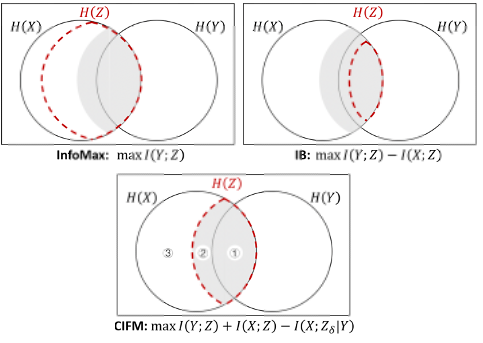 H(Z)
H(X) H(Y)
InfoMax: max I(Y; Z)
H(Z)
H(X) H(Y)
IB: max I(Y; Z) − I(X; Z)
H(Z)
H(X) H(Y)
③ ② ①
CIFM: max I(Y; Z) + I(X; Z) − I(X; Z_δ|Y)